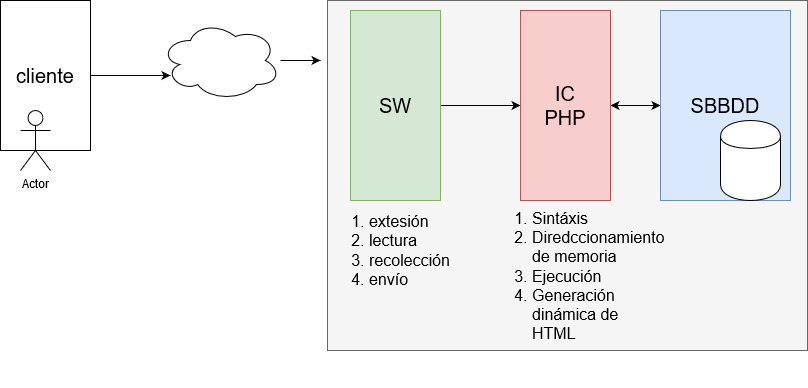 cliente
Actor
SW
IC
PHP
SBBDD
1. extesión
2. lectura
3. recolección
4. envío
1. Sintáxis
2. Diredccionamiento
de memoria
3. Ejecución
4. Generación
dinámica de
HTML